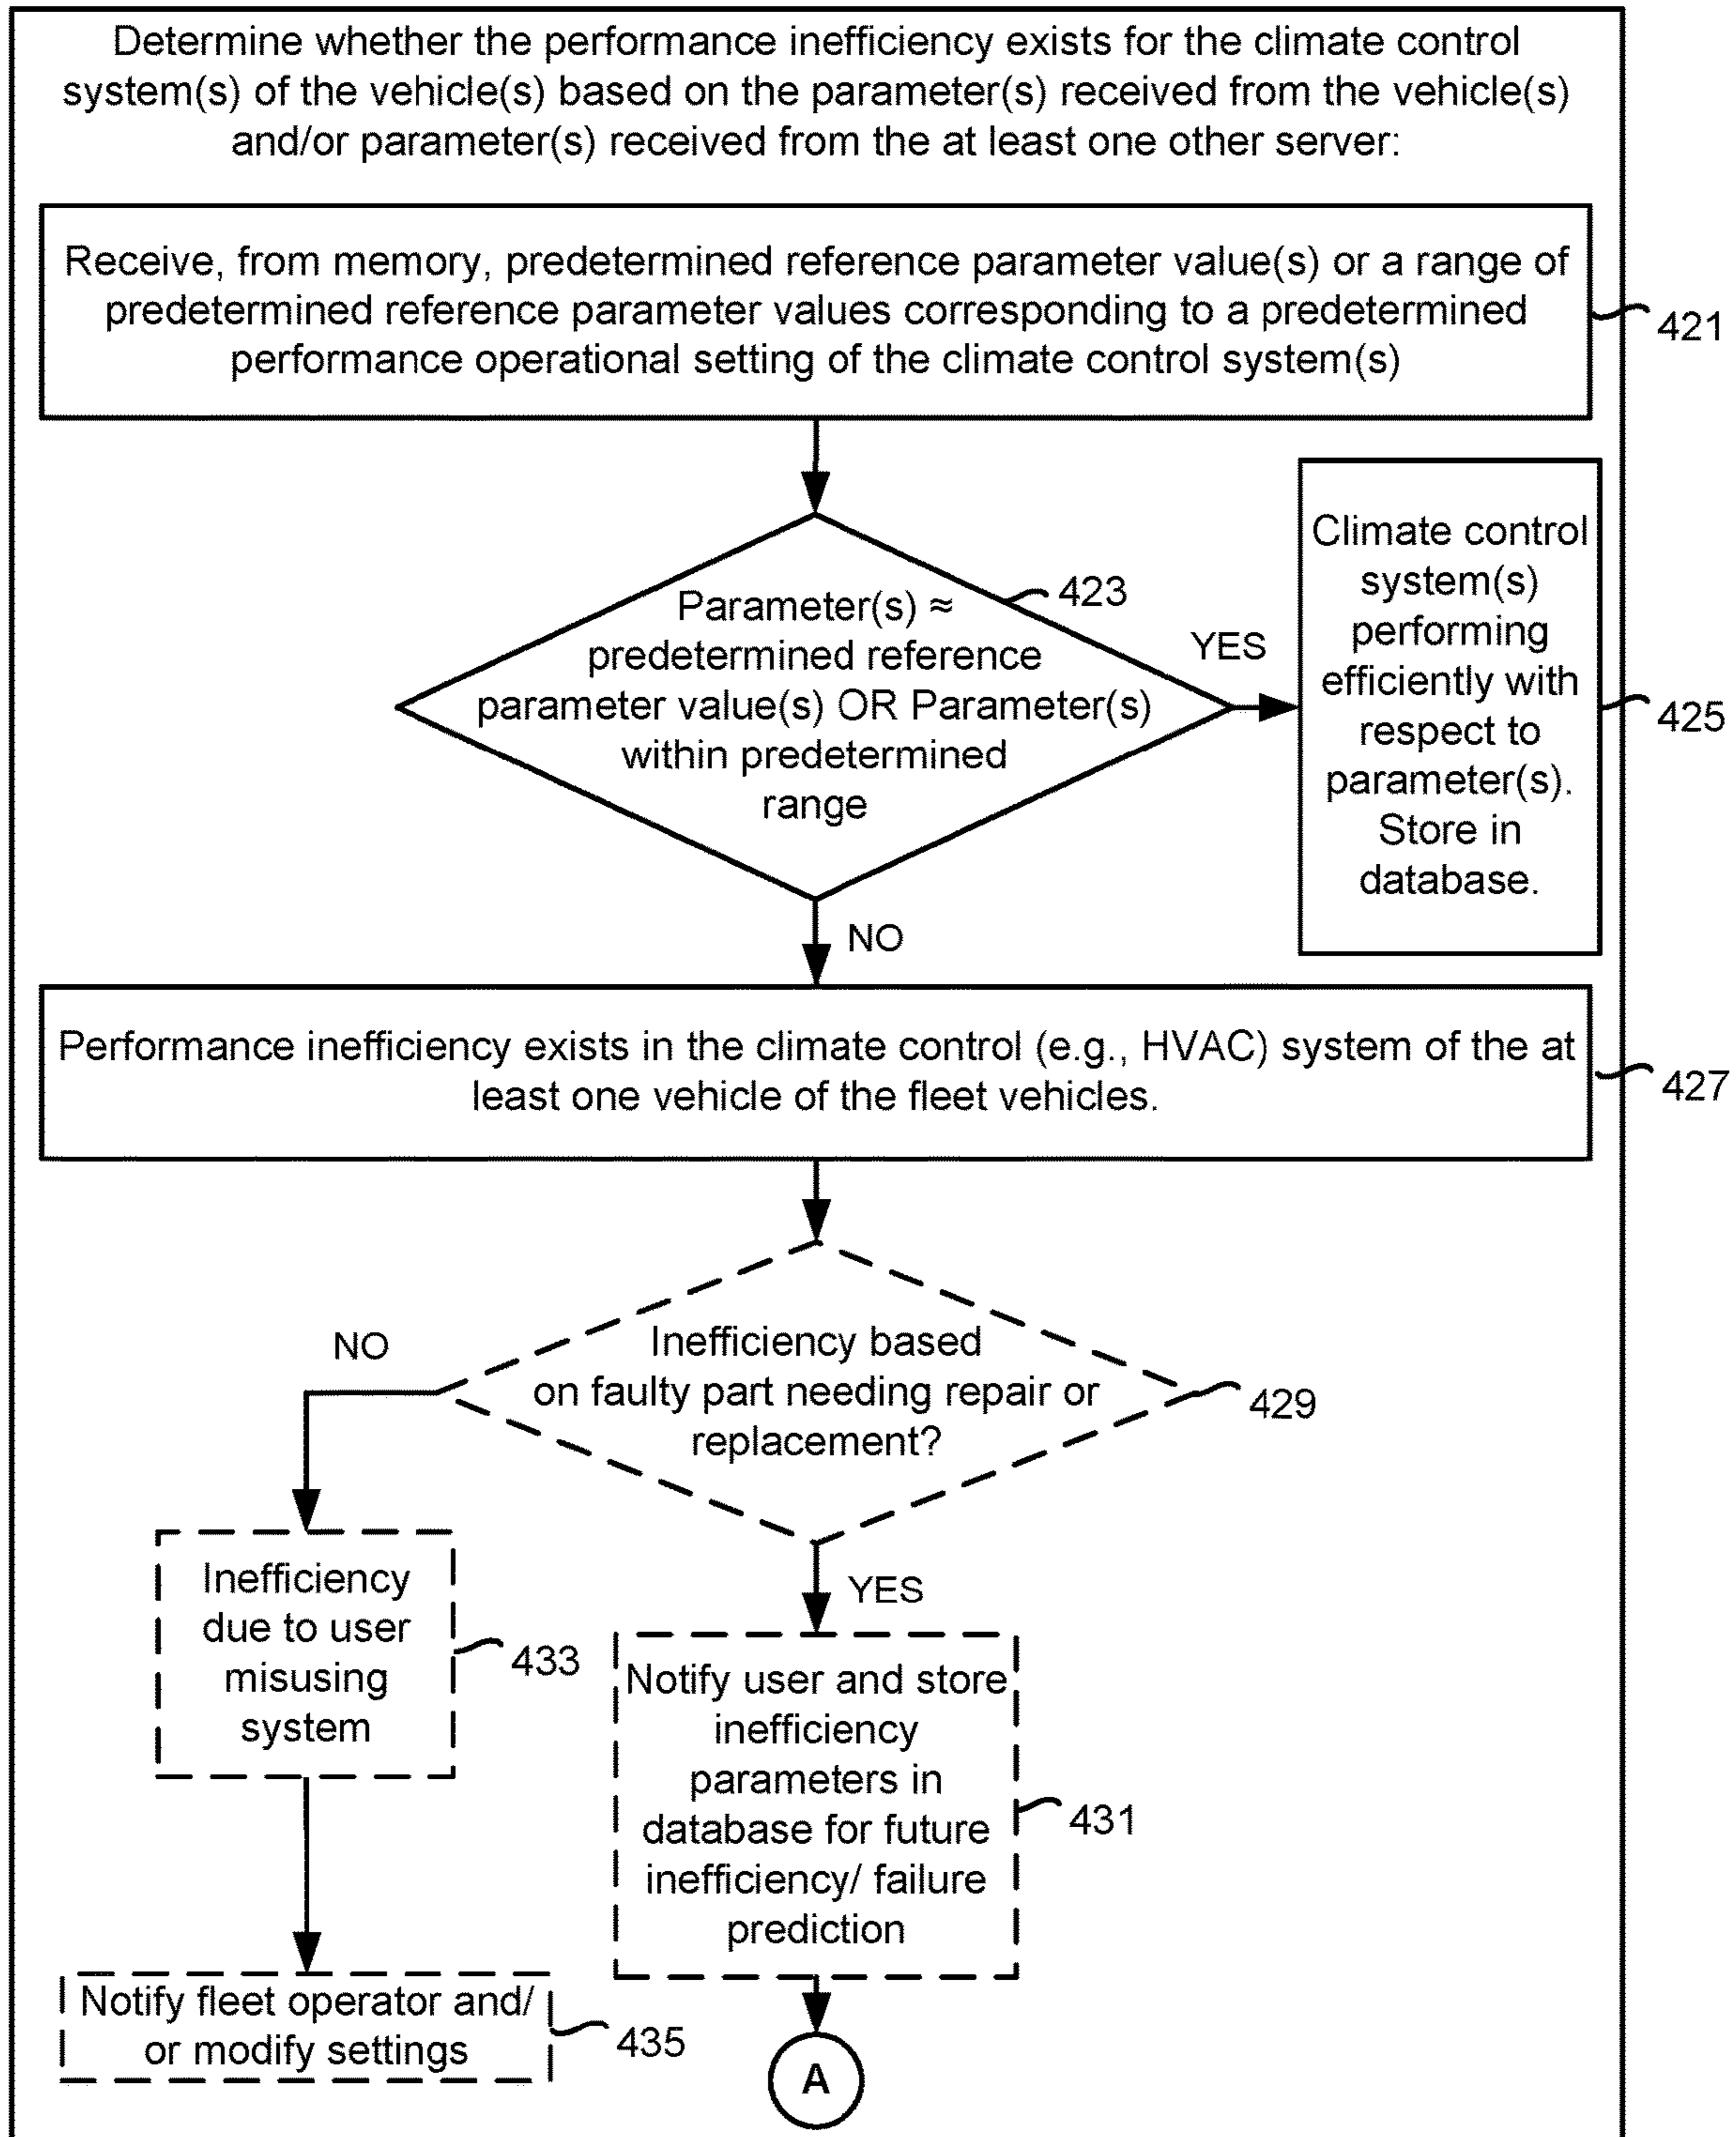 Determine whether the performance inefficiency exists for the climate control
system(s) of the vehicle(s) based on the parameter(s) received from the vehicle(s)
and/or parameter(s) received from the at least one other server:
Receive, from memory, predetermined reference parameter value(s) or a range of
predetermined reference parameter values corresponding to a predetermined
performance operational setting of the climate control system(s)
421
Parameter(s) ≈
predetermined reference
parameter value(s) OR Parameter(s)
within predetermined
range
423
YES
Climate control
system(s)
performing
efficiently with
respect to
parameter(s).
Store in
database.
425
NO
Performance inefficiency exists in the climate control (e.g., HVAC) system of the at
least one vehicle of the fleet vehicles.
427
Inefficiency based
on faulty part needing repair or
replacement?
429
NO
Inefficiency
due to user
misusing
system
433
YES
Notify user and store
inefficiency
parameters in
database for future
inefficiency/ failure
prediction
431
Notify fleet operator and/
or modify settings
435
A